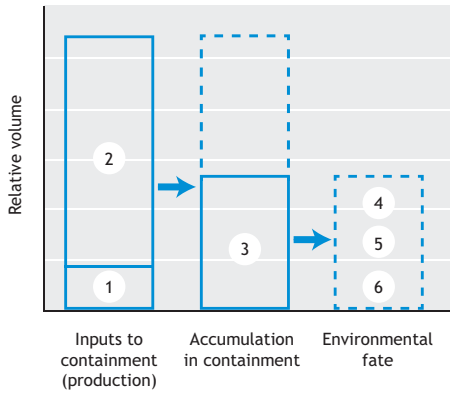 Relative volume
2
1
3
4
5
6
Inputs to
containment
(production)
Accumulation
in containment
Environmental
fate